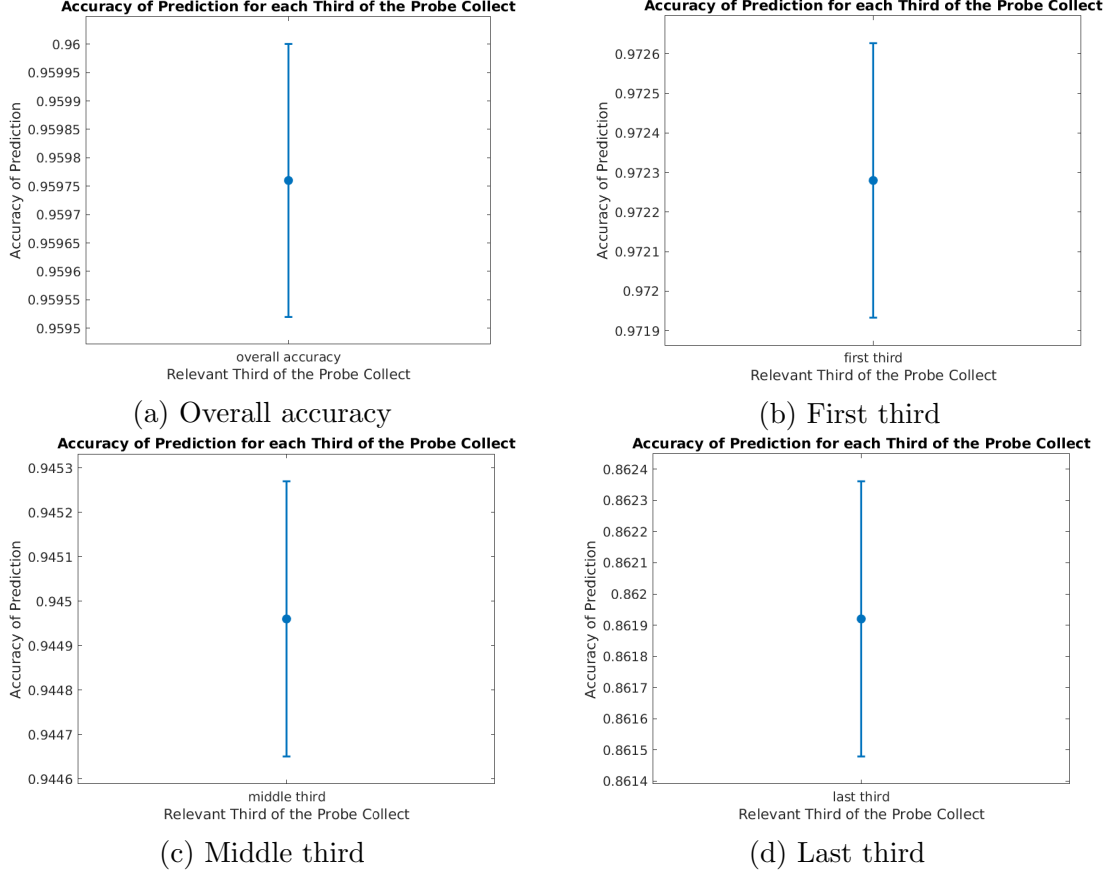 Accuracy of Prediction for each Third of the Probe Collect
0.96
0.95995
0.9599
0.95985
0.9598
0.95975
0.9597
0.95965
0.9596
0.95955
0.9595
Accuracy of Prediction
overall accuracy
Relevant Third of the Probe Collect
(a) Overall accuracy
Accuracy of Prediction for each Third of the Probe Collect
0.9726
0.9725
0.9724
0.9723
0.9722
0.9721
0.972
0.9719
Accuracy of Prediction
first third
Relevant Third of the Probe Collect
(b) First third
Accuracy of Prediction for each Third of the Probe Collect
0.9453
0.9452
0.9451
0.945
0.9449
0.9448
0.9447
0.9446
Accuracy of Prediction
middle third
Relevant Third of the Probe Collect
(c) Middle third
Accuracy of Prediction for each Third of the Probe Collect
0.8624
0.8623
0.8622
0.8621
0.862
0.8619
0.8618
0.8617
0.8616
0.8615
0.8614
Accuracy of Prediction
last third
Relevant Third of the Probe Collect
(d) Last third